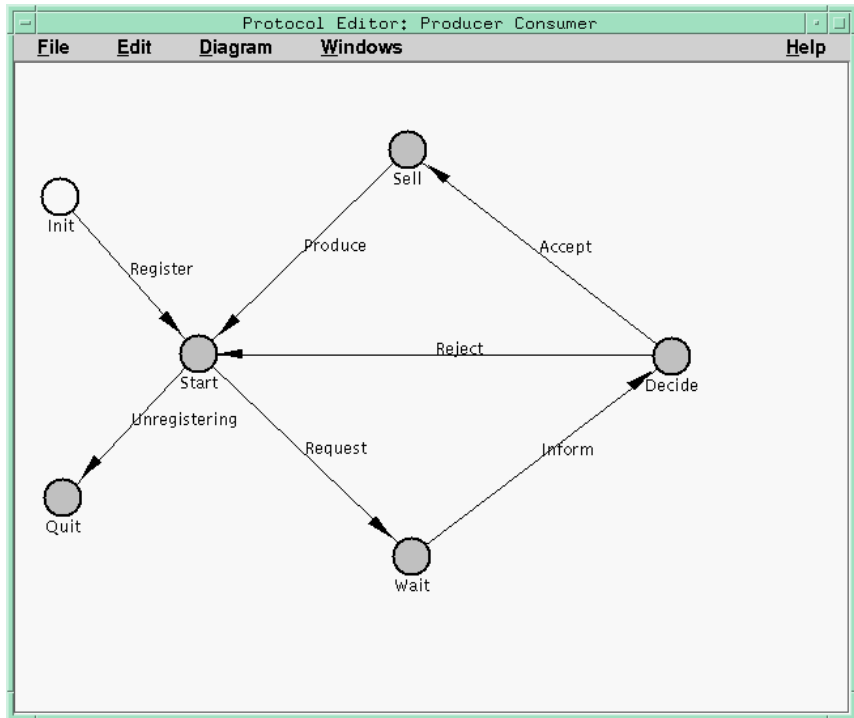 Protocol Editor: Producer Consumer
File Edit Diagram Windows Help
Sell
Init
Produce
Accept
Register
Reject
Start
Decide
Unregistering
Request
Inform
Quit
Wait